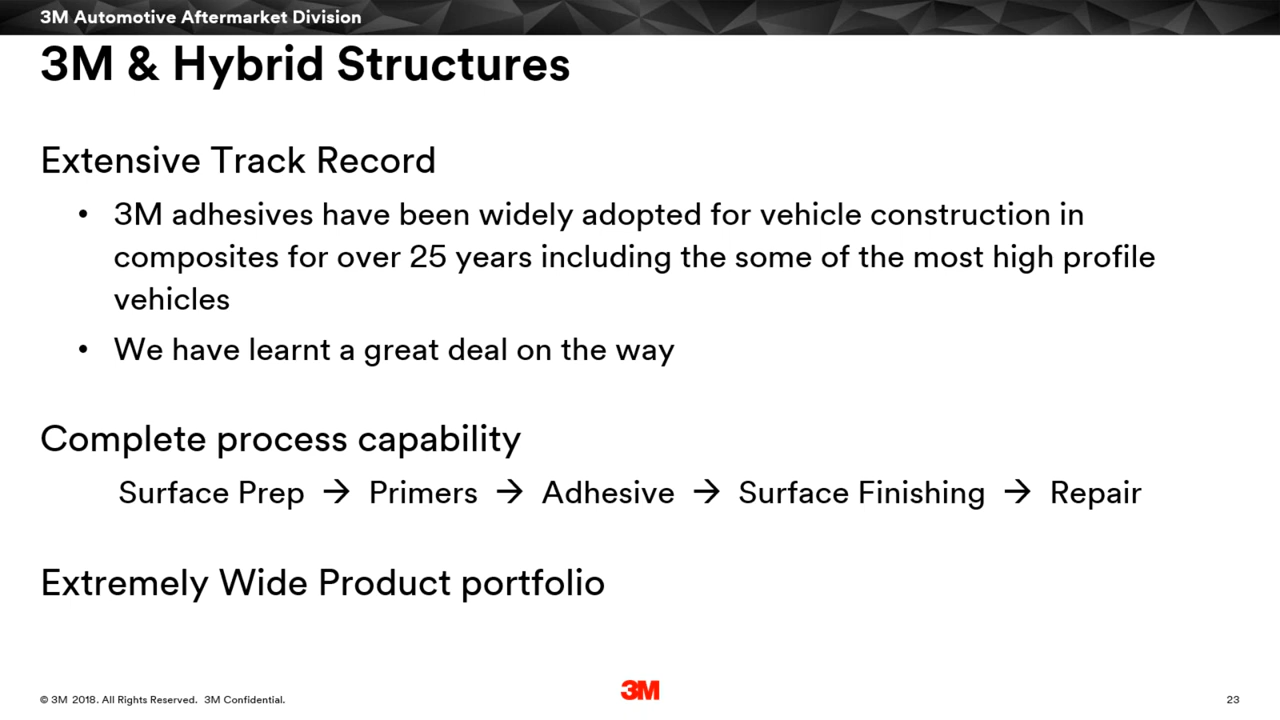 3M Automotive Aftermarket Division
3M & Hybrid Structures
Extensive Track Record
• 3M adhesives have been widely adopted for vehicle construction in
composites for over 25 years including the some of the most high profile
vehicles
• We have learnt a great deal on the way
Complete process capability
Surface Prep → Primers → Adhesive → Surface Finishing → Repair
Extremely Wide Product portfolio
© 3M 2018. All Rights Reserved. 3M Confidential.
3M
23